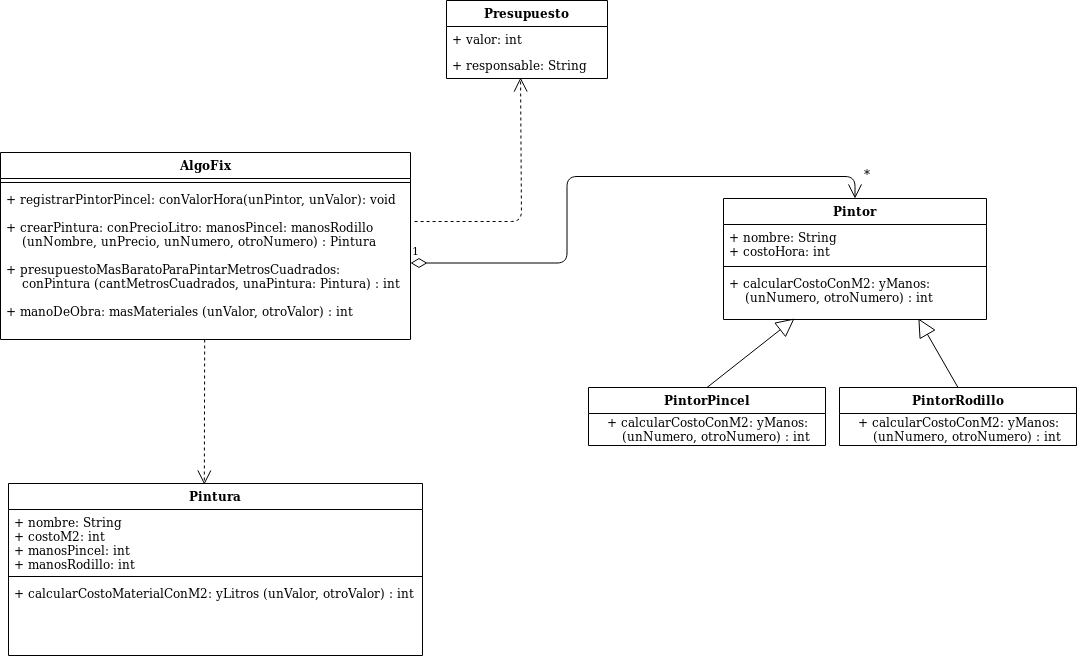 Presupuesto
+ valor: int
+ responsable: String
AlgoFix
+ registrarPintorPincel: conValorHora(unPintor, unValor): void
+ crearPintura: conPrecioLitro: manosPincel: manosRodillo
(unNombre, unPrecio, unNumero, otroNumero) : Pintura
+ presupuestoMasBaratoParaPintarMetrosCuadrados:
conPintura (cantMetrosCuadrados, unaPintura: Pintura) : int
+ manoDeObra: masMateriales (unValor, otroValor) : int
1
*
Pintor
+ nombre: String
+ costoHora: int
+ calcularCostoConM2: yManos:
(unNumero, otroNumero) : int
PintorPincel
+ calcularCostoConM2: yManos:
(unNumero, otroNumero) : int
PintorRodillo
+ calcularCostoConM2: yManos:
(unNumero, otroNumero) : int
Pintura
+ nombre: String
+ costoM2: int
+ manosPincel: int
+ manosRodillo: int
+ calcularCostoMaterialConM2: yLitros (unValor, otroValor) : int